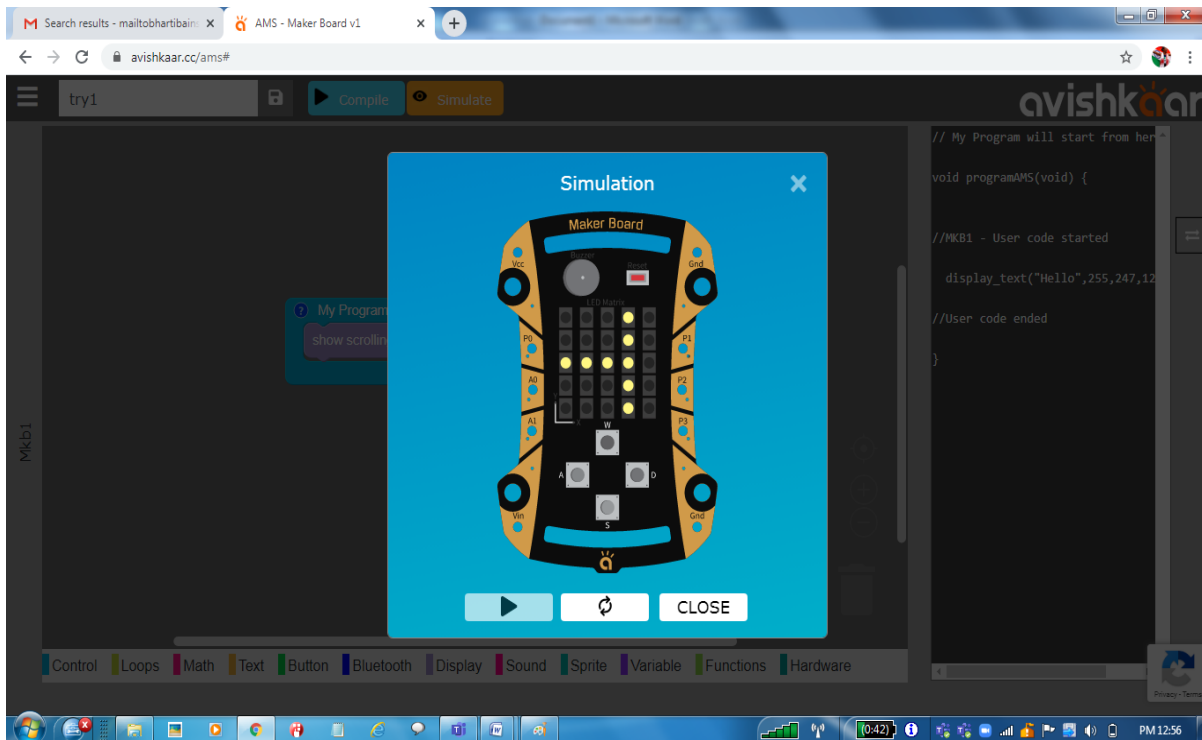 Search results - mailtobhartibains
AMS - Maker Board v1
avishkaar.cc/ams#
try1
Compile
Simulate
avishkaar
Simulation
Maker Board
Vcc
Buzzer
Reset
Gnd
LED Matrix
P0
P1
A0
P2
A1
P3
Y
X
W
A
D
S
Vin
Gnd
CLOSE
My Program
show scrollin
Mkb1
// My Program will start from her
void programAMS(void) {
//MKB1 - User code started
display_text("Hello",255,247,12
//User code ended
}
Control Loops Math Text Button Bluetooth Display Sound Sprite Variable Functions Hardware
Privacy - Terms
(0:42)
PM 12:56